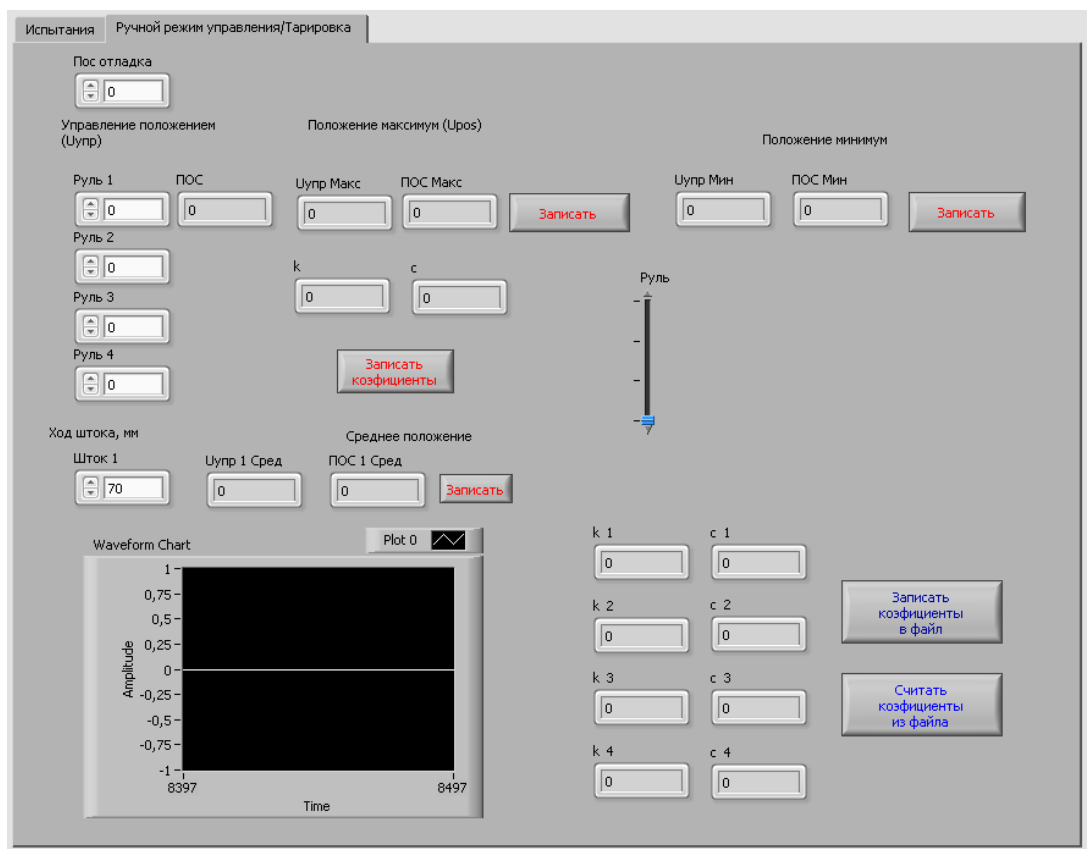 Испытания
Ручной режим управления/Тарировка
Пос отладка
0
Управление положением
(Uупр)
Положение максимум (Upos)
Положение минимум
Руль 1
ПОС
Uупр Макс
ПОС Макс
Uупр Мин
ПОС Мин
0
0
0
0
Записать
0
0
Записать
Руль 2
0
k
c
Руль
Руль 3
0
0
0
Руль 4
0
Записать
коэфициенты
Ход штока, мм
Среднее положение
Шток 1
Uупр 1 Сред
ПОС 1 Сред
70
0
0
Записать
Waveform Chart
Plot 0
1
0,75
0,5
0,25
0
-0,25
-0,5
-0,75
-1
Amplitude
8397
8497
Time
k 1
c 1
0
0
k 2
c 2
0
0
k 3
c 3
0
0
k 4
c 4
0
0
Записать
коэфициенты
в файл
Считать
коэфициенты
из файла